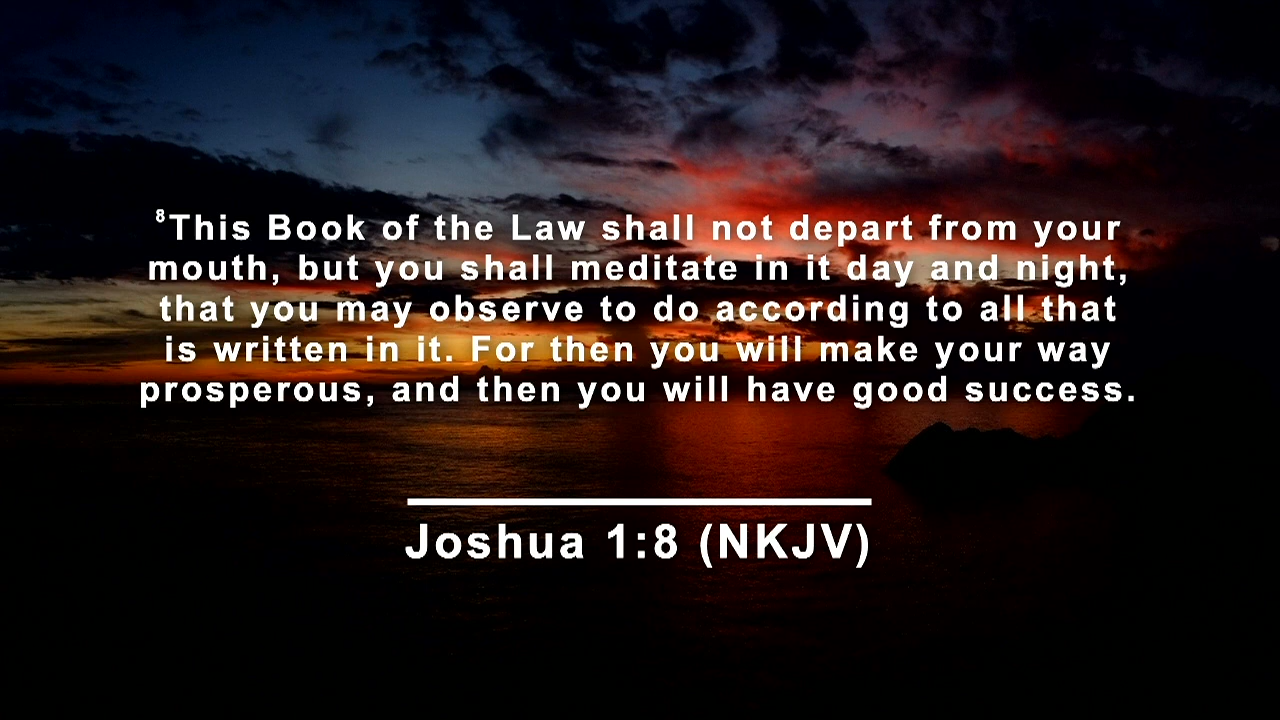 ⁸This Book of the Law shall not depart from your
mouth, but you shall meditate in it day and night,
that you may observe to do according to all that
is written in it. For then you will make your way
prosperous, and then you will have good success.
Joshua 1:8 (NKJV)